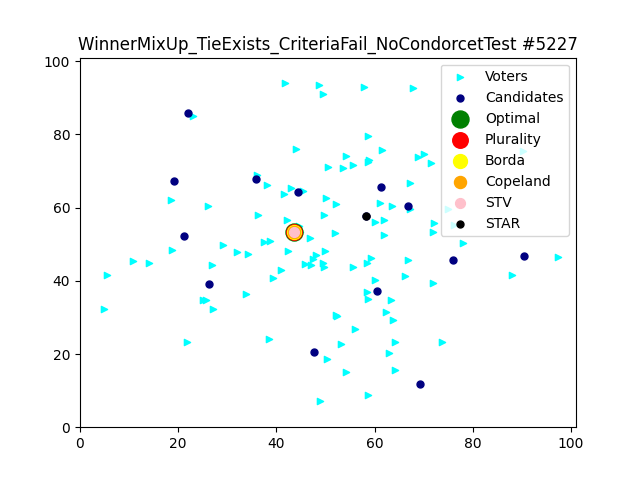 WinnerMixUp_TieExists_CriteriaFail_NoCondorcetTest #5227
100
80
60
40
20
0
0 20 40 60 80 100
Voters
Candidates
Optimal
Plurality
Borda
Copeland
STV
STAR